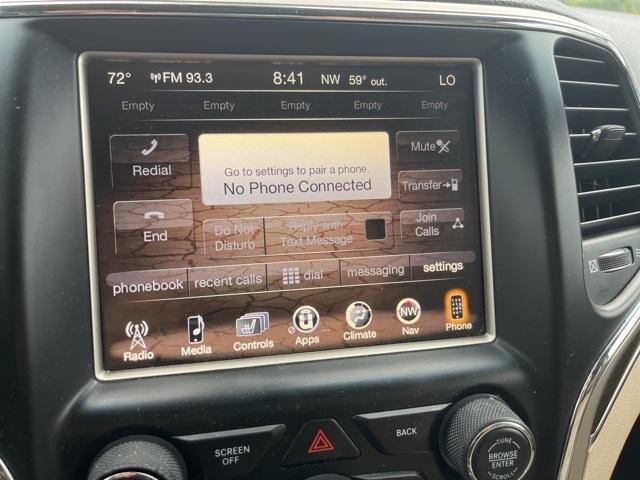 72° FM 93.3 8:41 NW 59° out. LO
Empty Empty Empty Empty Empty
Redial
Go to settings to pair a phone.
No Phone Connected
Mute
Transfer
End
Do Not
Disturb
Reply with
Text Message
Join
Calls
phonebook recent calls dial messaging settings
Radio Media Controls Apps ... Climate NW Nav Phone
SCREEN
OFF
BACK
TUNE
BROWSE
ENTER
SCROLL